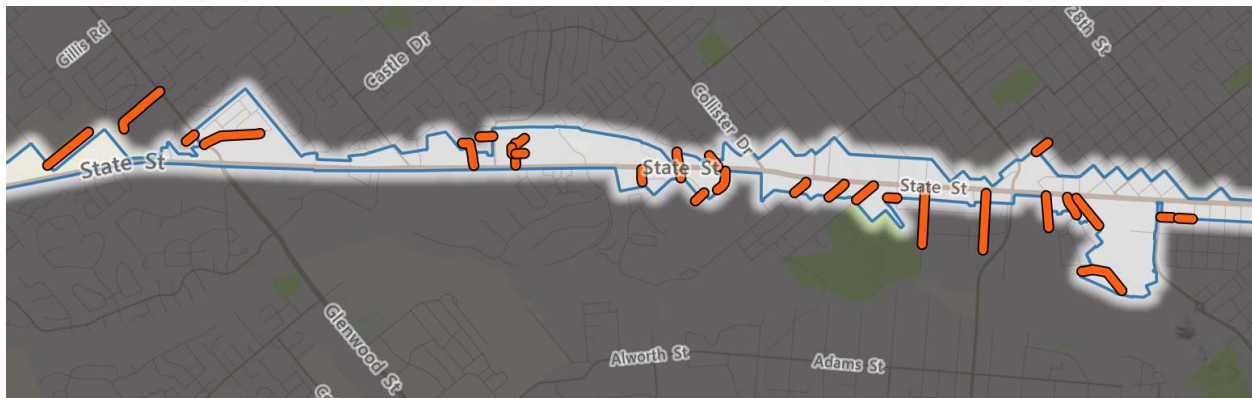 Gillis Rd
Castle Dr
28th St
Collister Dr
State St
State St
State St
Glenwood St
Alworth St
Adams St